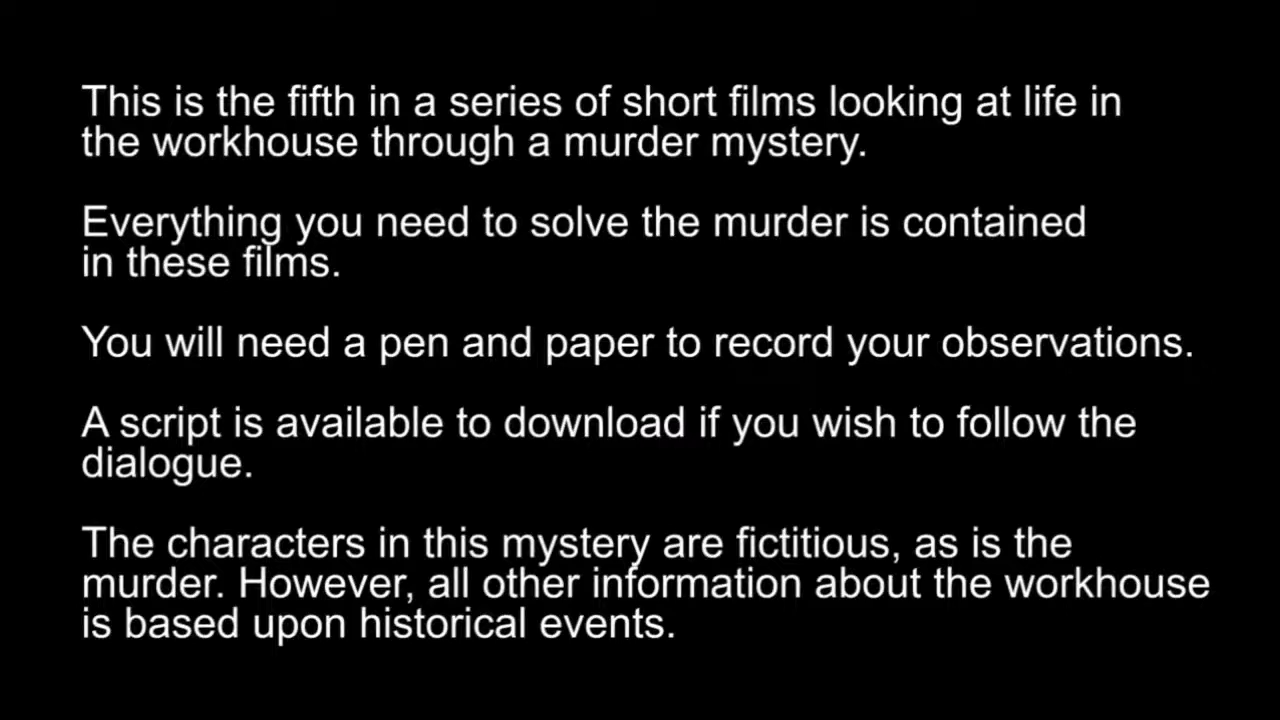 This is the fifth in a series of short films looking at life in
the workhouse through a murder mystery.
Everything you need to solve the murder is contained
in these films.
You will need a pen and paper to record your observations.
A script is available to download if you wish to follow the
dialogue.
The characters in this mystery are fictitious, as is the
murder. However, all other information about the workhouse
is based upon historical events.